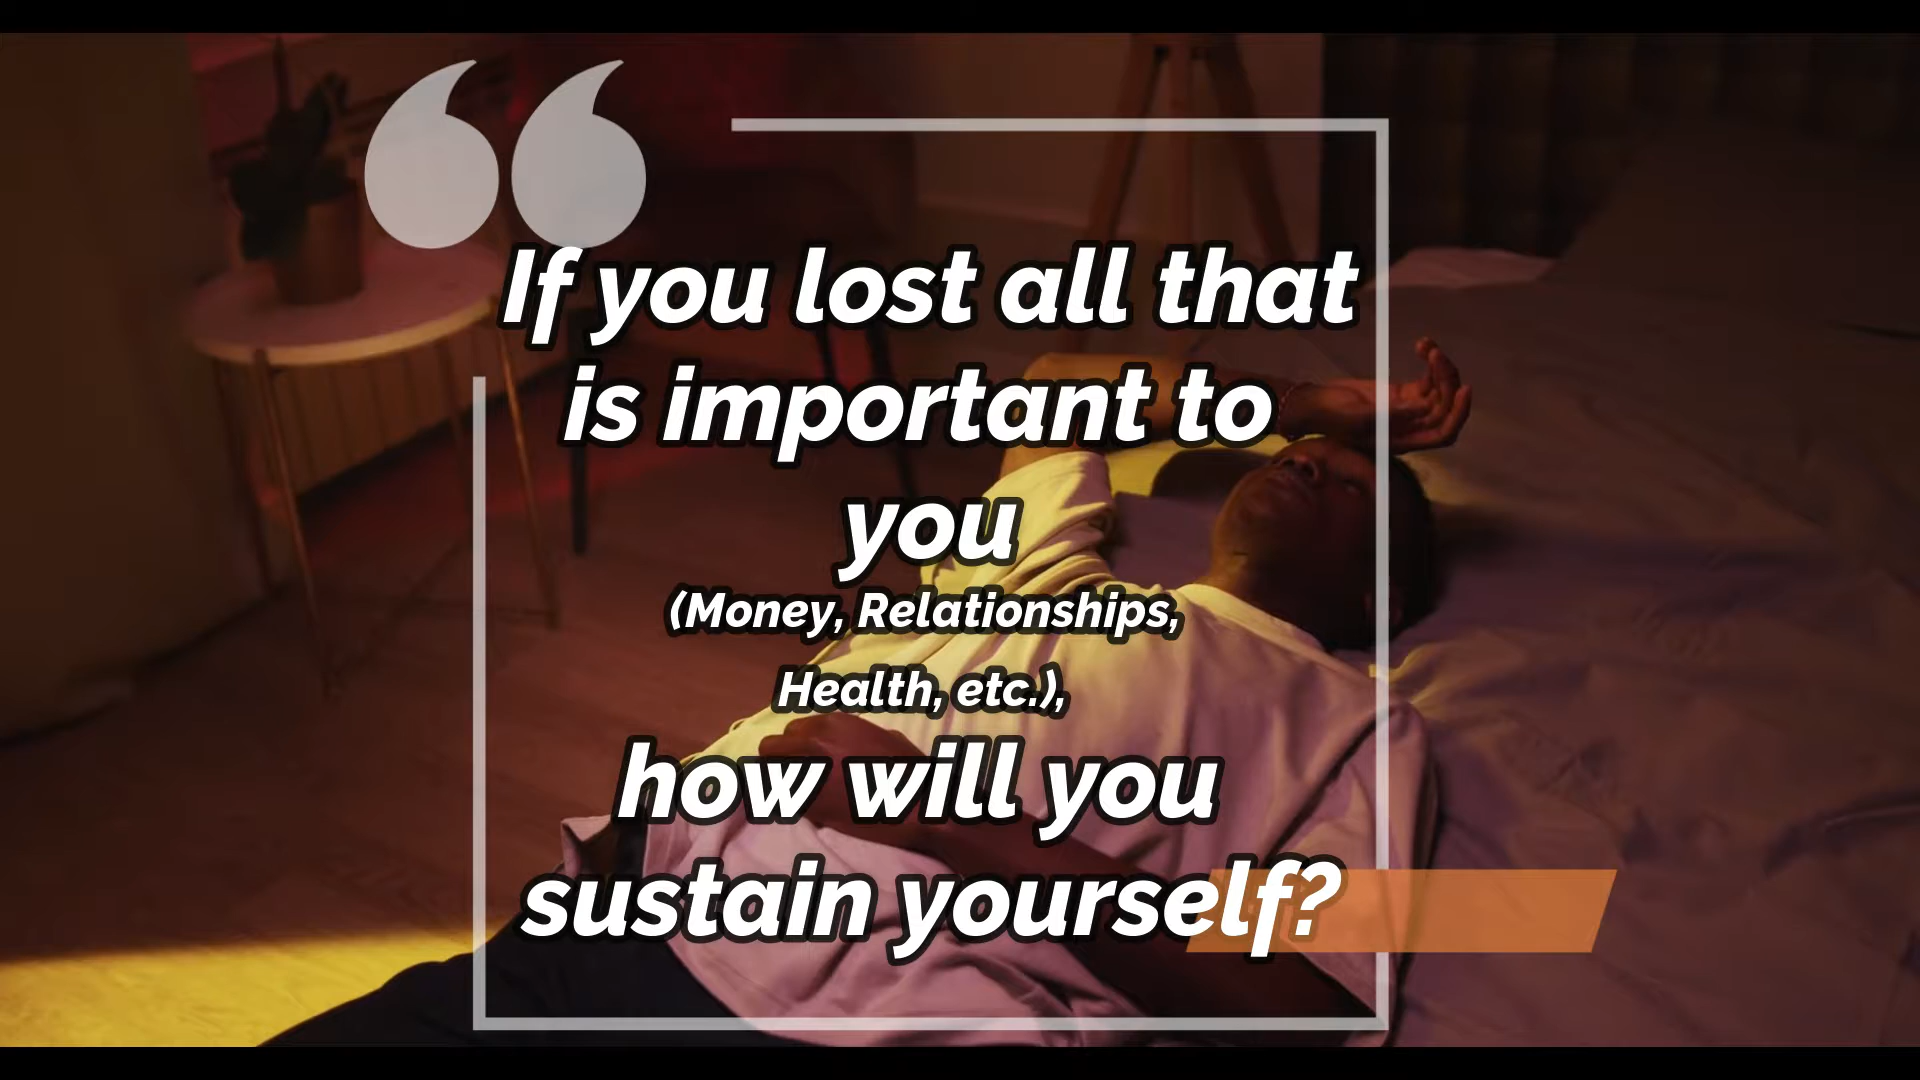 If you lost all that
is important to
you
(Money, Relationships,
Health, etc.),
how will you
sustain yourself?